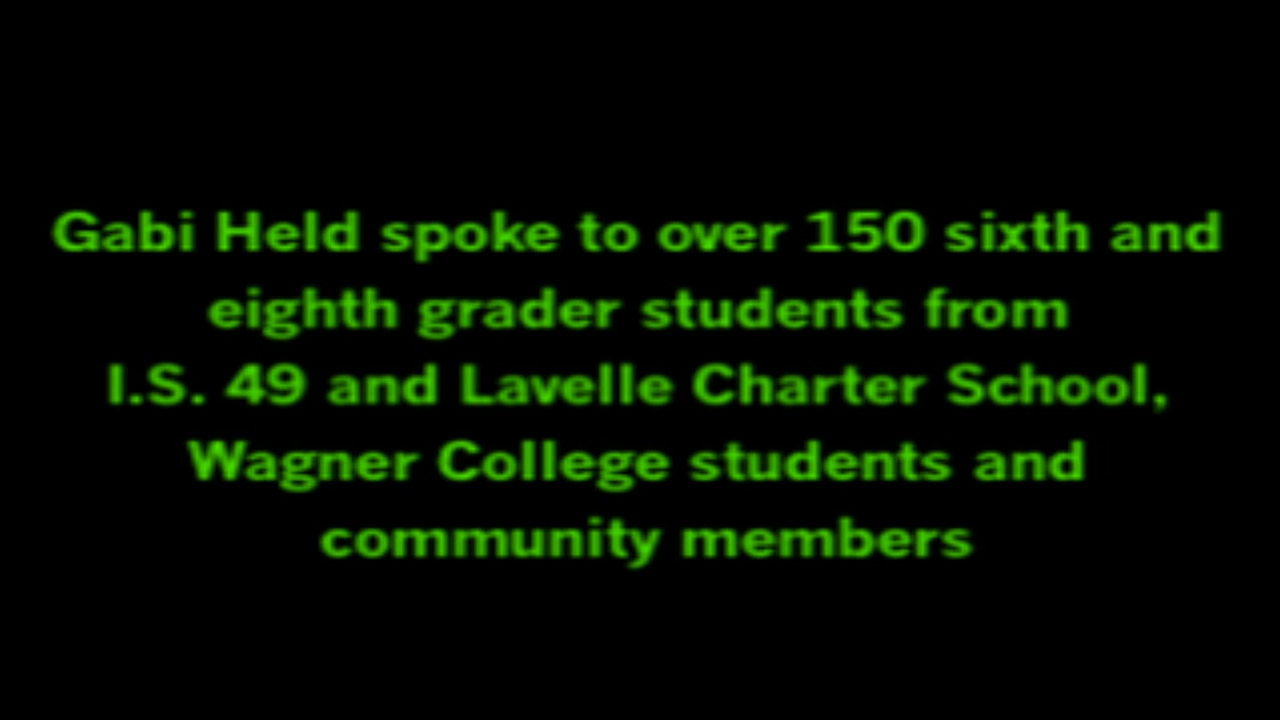 Gabi Held spoke to over 150 sixth and
eighth grader students from
I.S. 49 and Lavelle Charter School,
Wagner College students and
community members